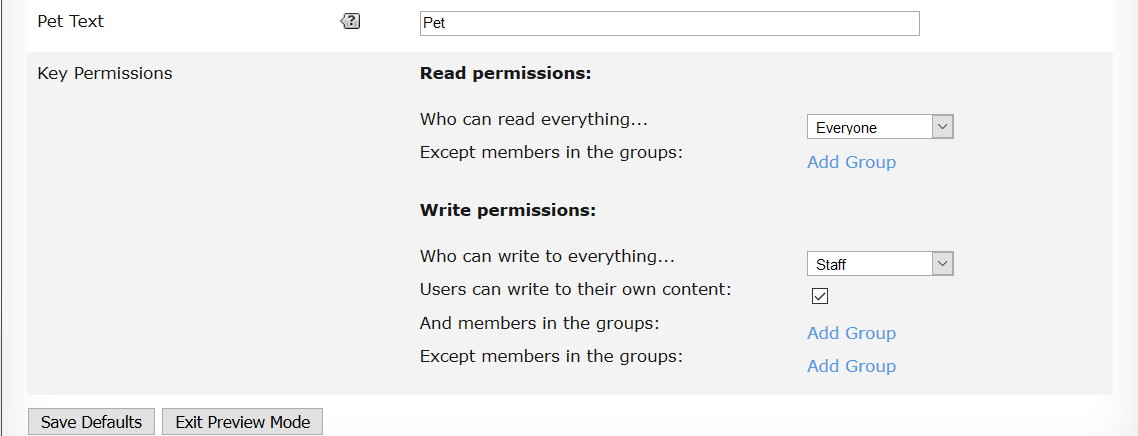 Pet Text ? Pet
Key Permissions Read permissions:
Who can read everything... Everyone
Except members in the groups: Add Group
Write permissions:
Who can write to everything... Staff
Users can write to their own content:
And members in the groups: Add Group
Except members in the groups: Add Group
Save Defaults Exit Preview Mode